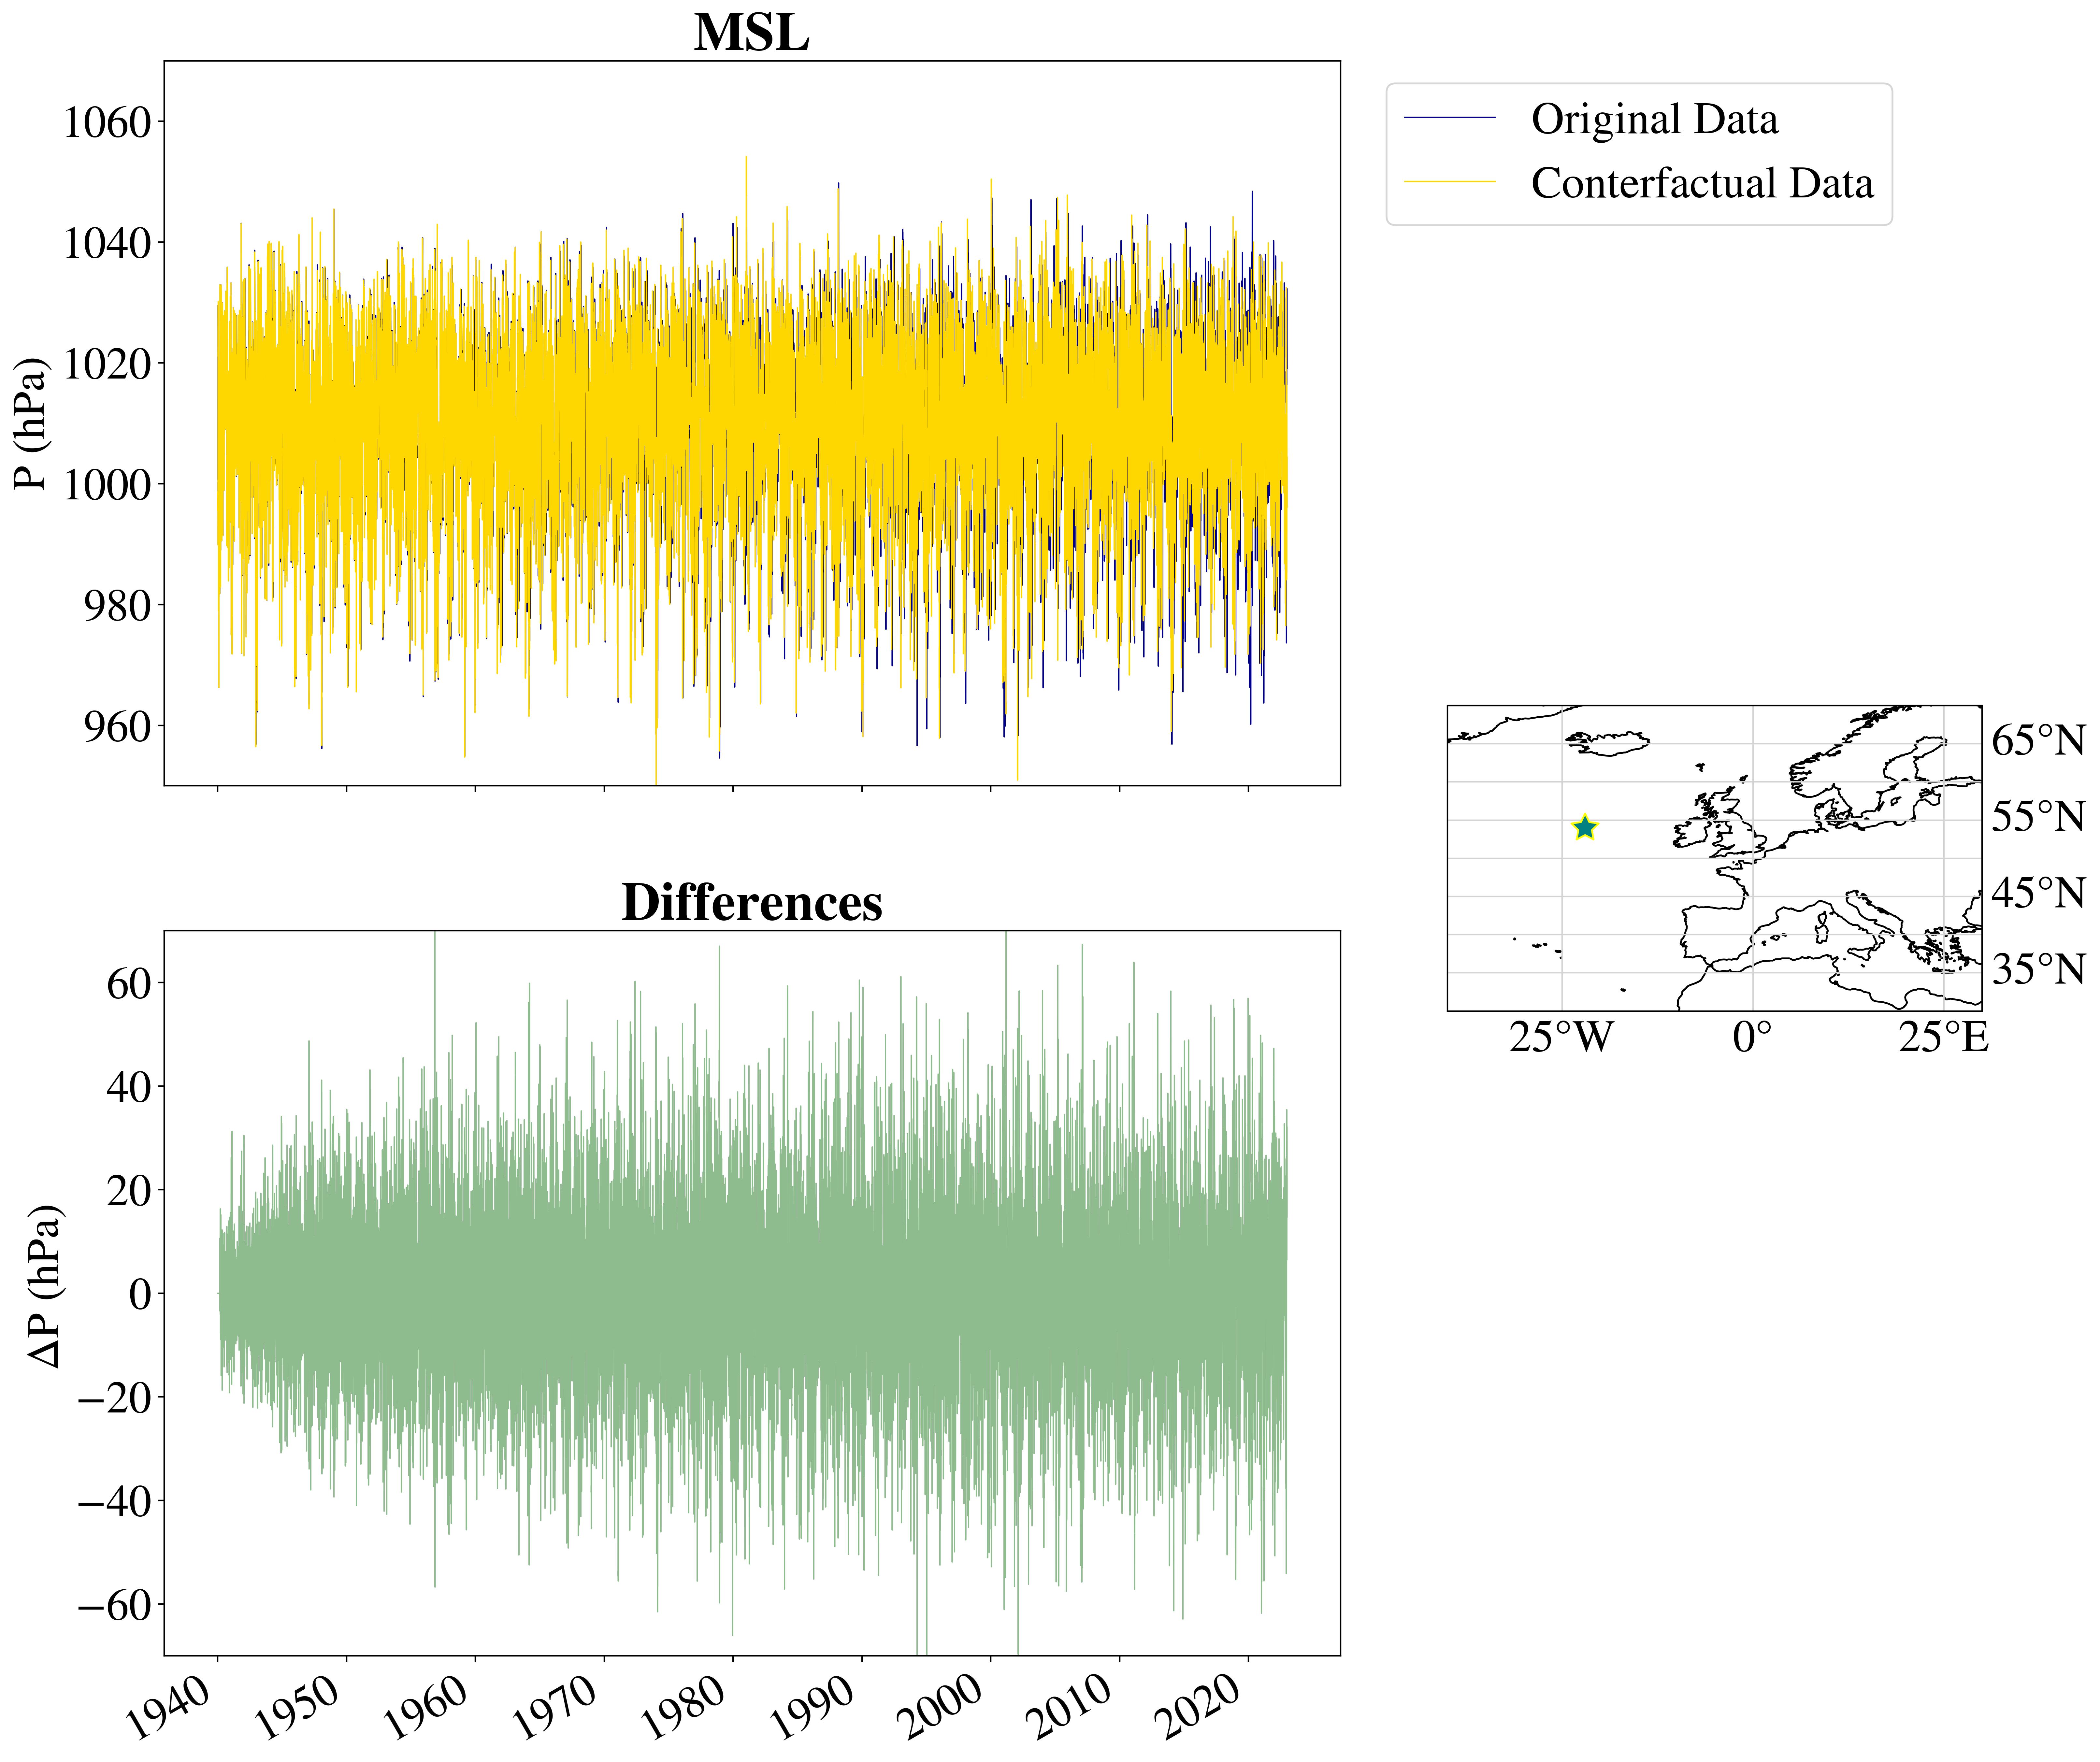 MSL
P (hPa)
1060
1040
1020
1000
980
960
Original Data
Conterfactual Data
65°N
55°N
45°N
35°N
25°W 0° 25°E
Differences
ΔP (hPa)
60
40
20
0
−20
−40
−60
1940 1950 1960 1970 1980 1990 2000 2010 2020